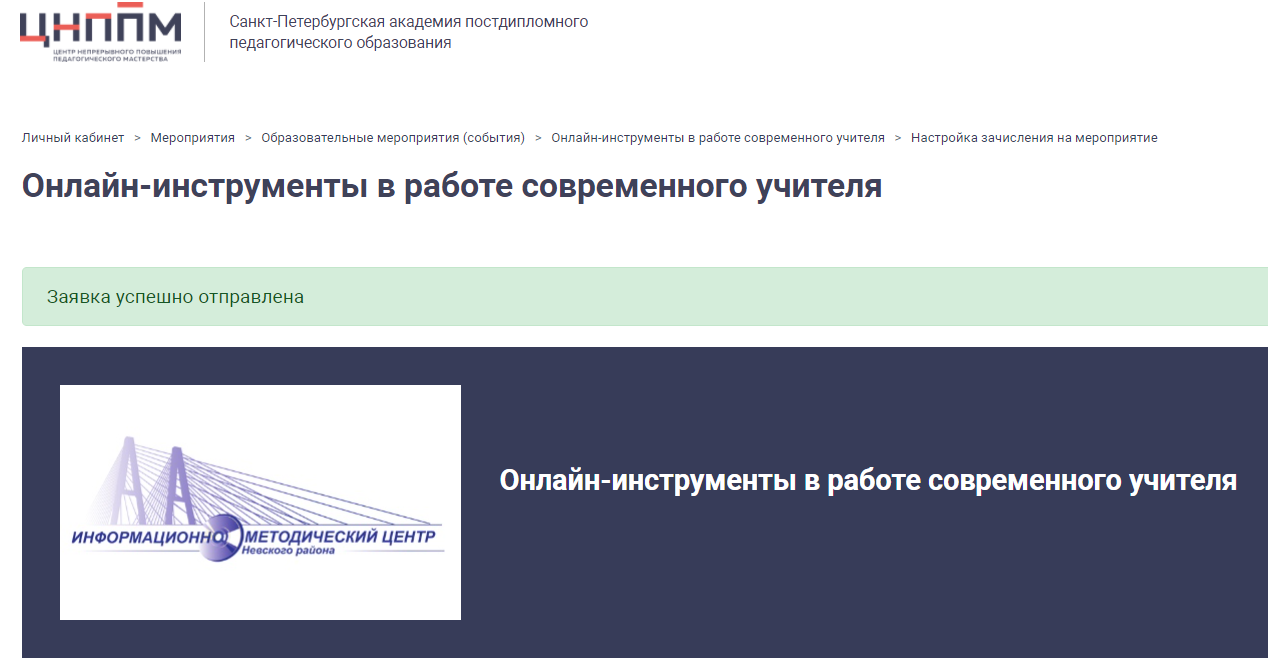 ЦНППМ
ЦЕНТР НЕПРЕРЫВНОГО ПОВЫШЕНИЯ
ПЕДАГОГИЧЕСКОГО МАСТЕРСТВА
Санкт-Петербургская академия постдипломного
педагогического образования
Личный кабинет > Мероприятия > Образовательные мероприятия (события) > Онлайн-инструменты в работе современного учителя > Настройка зачисления на мероприятие
Онлайн-инструменты в работе современного учителя
Заявка успешно отправлена
ИНФОРМАЦИОННО МЕТОДИЧЕСКИЙ ЦЕНТР
Невского района
Онлайн-инструменты в работе современного учителя